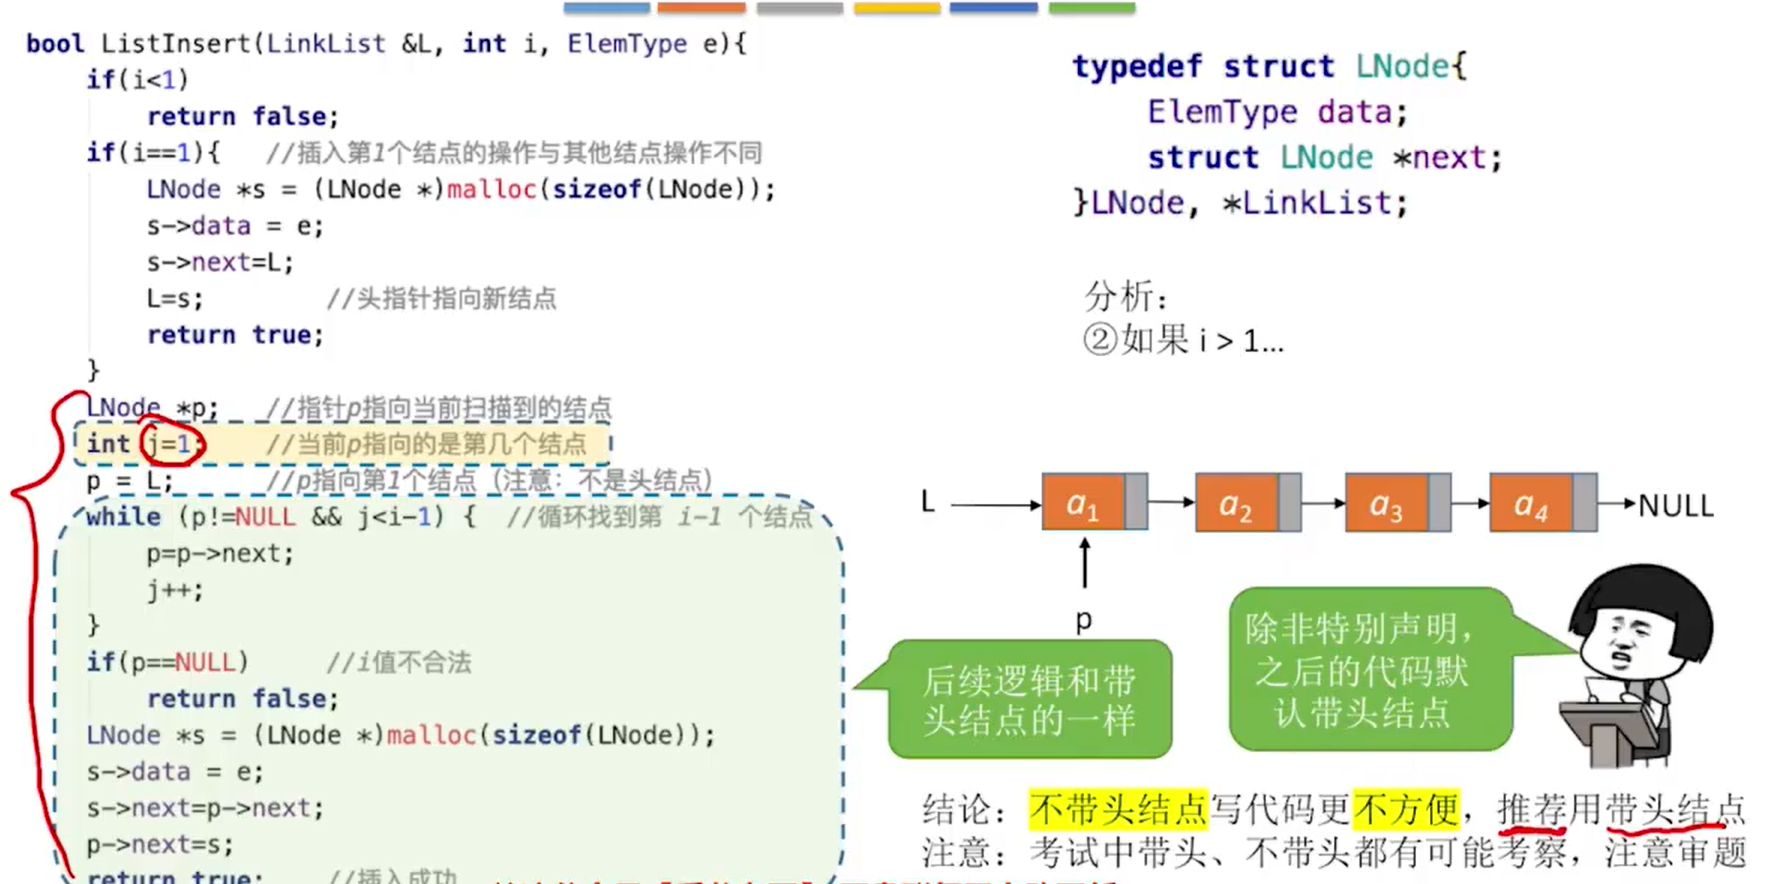 bool ListInsert(LinkList &L, int i, ElemType e){
if(i<1)
return false;
if(i==1){ //插入第1个结点的操作与其他结点操作不同
LNode *s = (LNode *)malloc(sizeof(LNode));
s->data = e;
s->next=L;
L=s; //头指针指向新结点
return true;
}
LNode *p; //指针p指向当前扫描到的结点
int j=1; //当前p指向的是第几个结点
p = L; //p指向第1个结点（注意：不是头结点）
while (p!=NULL && j<i-1) { //循环找到第 i-1 个结点
p=p->next;
j++;
}
if(p==NULL) //i值不合法
return false;
LNode *s = (LNode *)malloc(sizeof(LNode));
s->data = e;
s->next=p->next;
p->next=s;
return true; //插入成功
typedef struct LNode{
ElemType data;
struct LNode *next;
}LNode, *LinkList;
分析：
②如果 i > 1...
L a1 a2 a3 a4 NULL
p
后续逻辑和带
头结点的一样
除非特别声明，
之后的代码默
认带头结点
结论：不带头结点写代码更不方便，推荐用带头结点
注意：考试中带头、不带头都有可能考察，注意审题